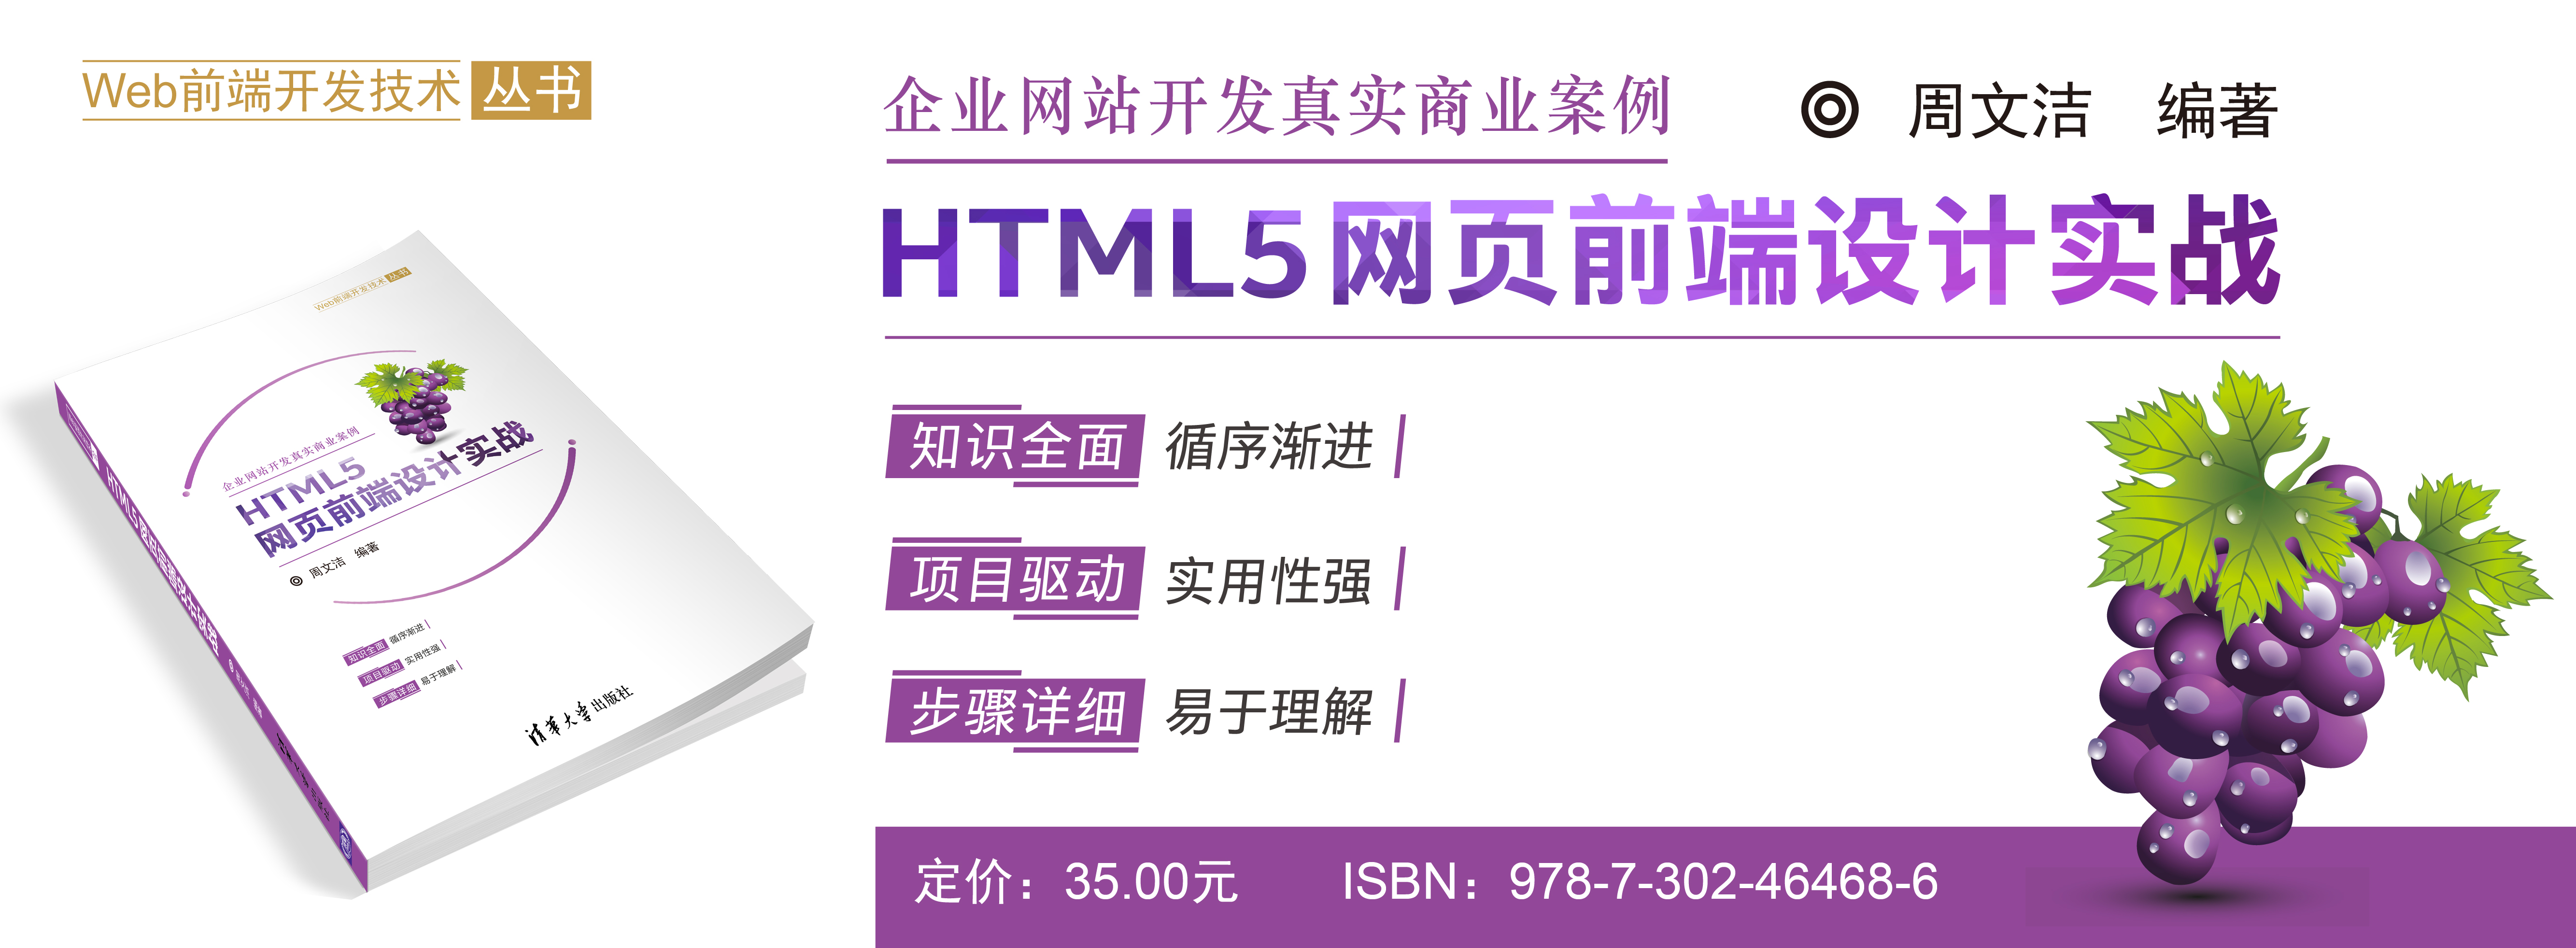 Web前端开发技术 丛书
企业网站开发真实商业案例
◎ 周文洁 编著
HTML5网页前端设计实战
知识全面 循序渐进
项目驱动 实用性强
步骤详细 易于理解
定价：35.00元 ISBN：978-7-302-46468-6
Web前端开发技术 丛书
企业网站开发真实商业案例
HTML5
网页前端设计实战
◎ 周文洁 编著
知识全面 循序渐进
项目驱动 实用性强
步骤详细 易于理解
清华大学出版社
HTML5网页前端设计实战